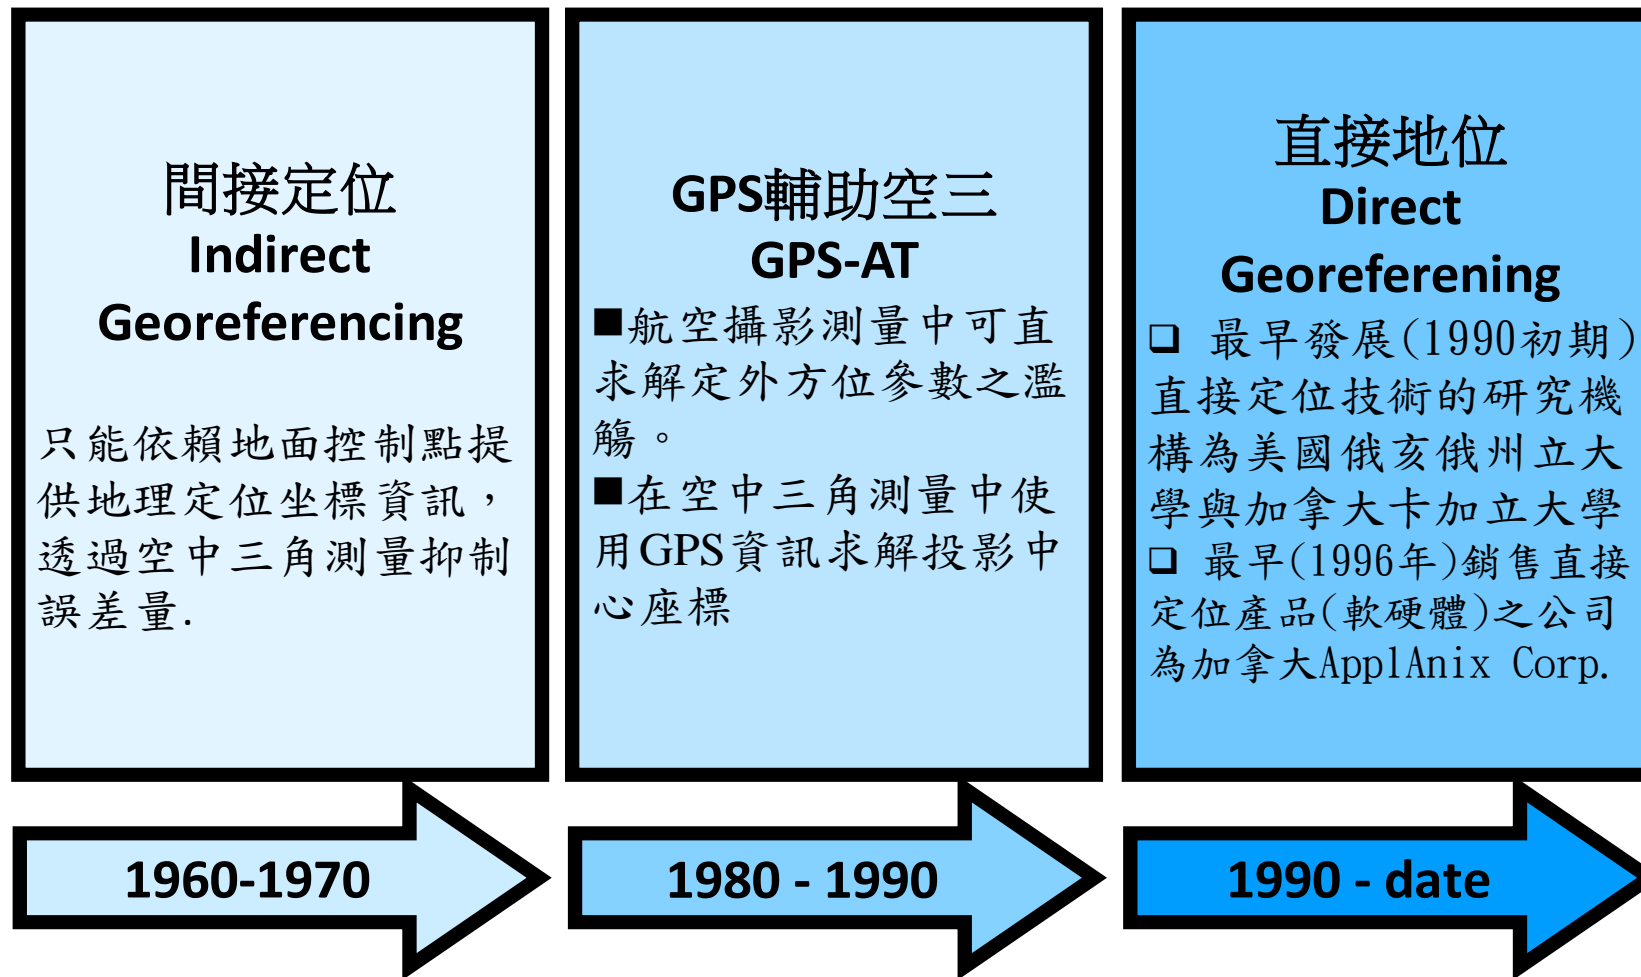 間接定位
Indirect
Georeferencing
只能依賴地面控制點提
供地理定位坐標資訊，
透過空中三角測量抑制
誤差量.
1960-1970
GPS輔助空三
GPS-AT
■航空攝影測量中可直
求解定外方位參數之濫
觴。
■在空中三角測量中使
用GPS資訊求解投影中
心座標
1980 - 1990
直接地位
Direct
Georeferening
❑ 最早發展(1990初期)
直接定位技術的研究機
構為美國俄亥俄州立大
學與加拿大卡加立大學
❑ 最早(1996年)銷售直接
定位產品(軟硬體)之公司
為加拿大ApplAnix Corp.
1990 - date